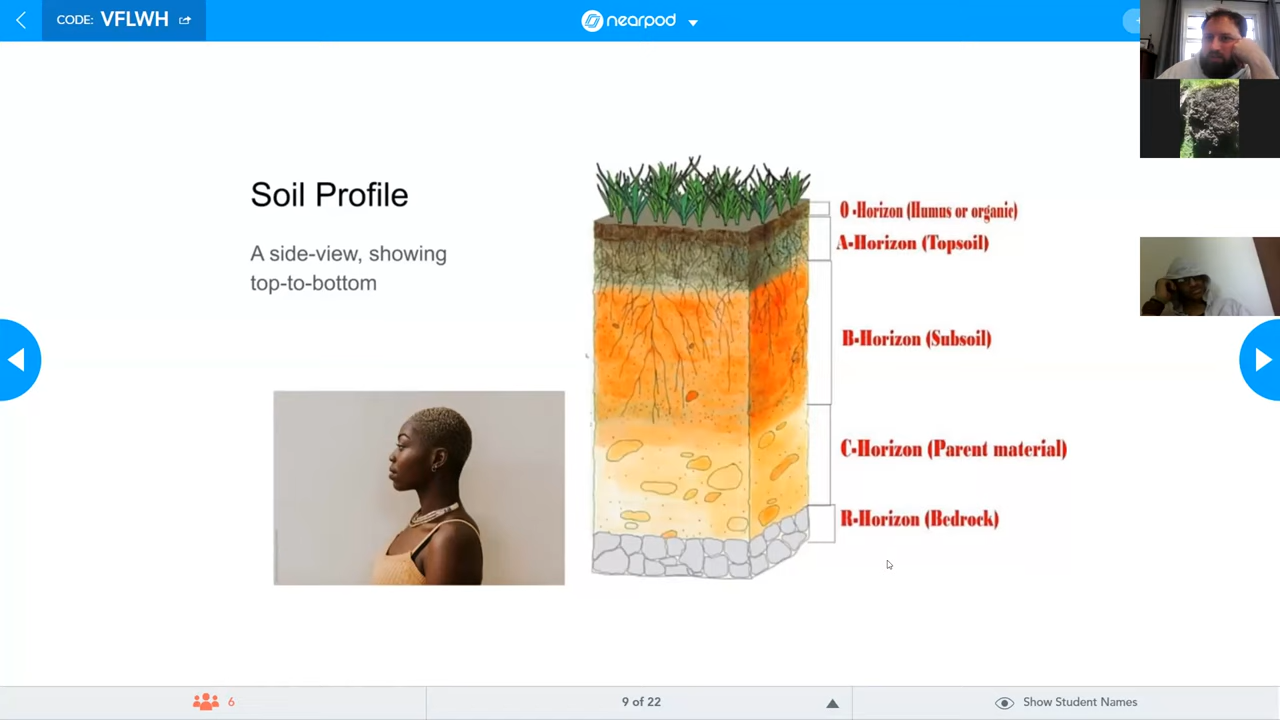 CODE: VFLWH
nearpod
Soil Profile
A side-view, showing
top-to-bottom
O-Horizon (Humus or organic)
A-Horizon (Topsoil)
B-Horizon (Subsoil)
C-Horizon (Parent material)
R-Horizon (Bedrock)
6
9 of 22
Show Student Names